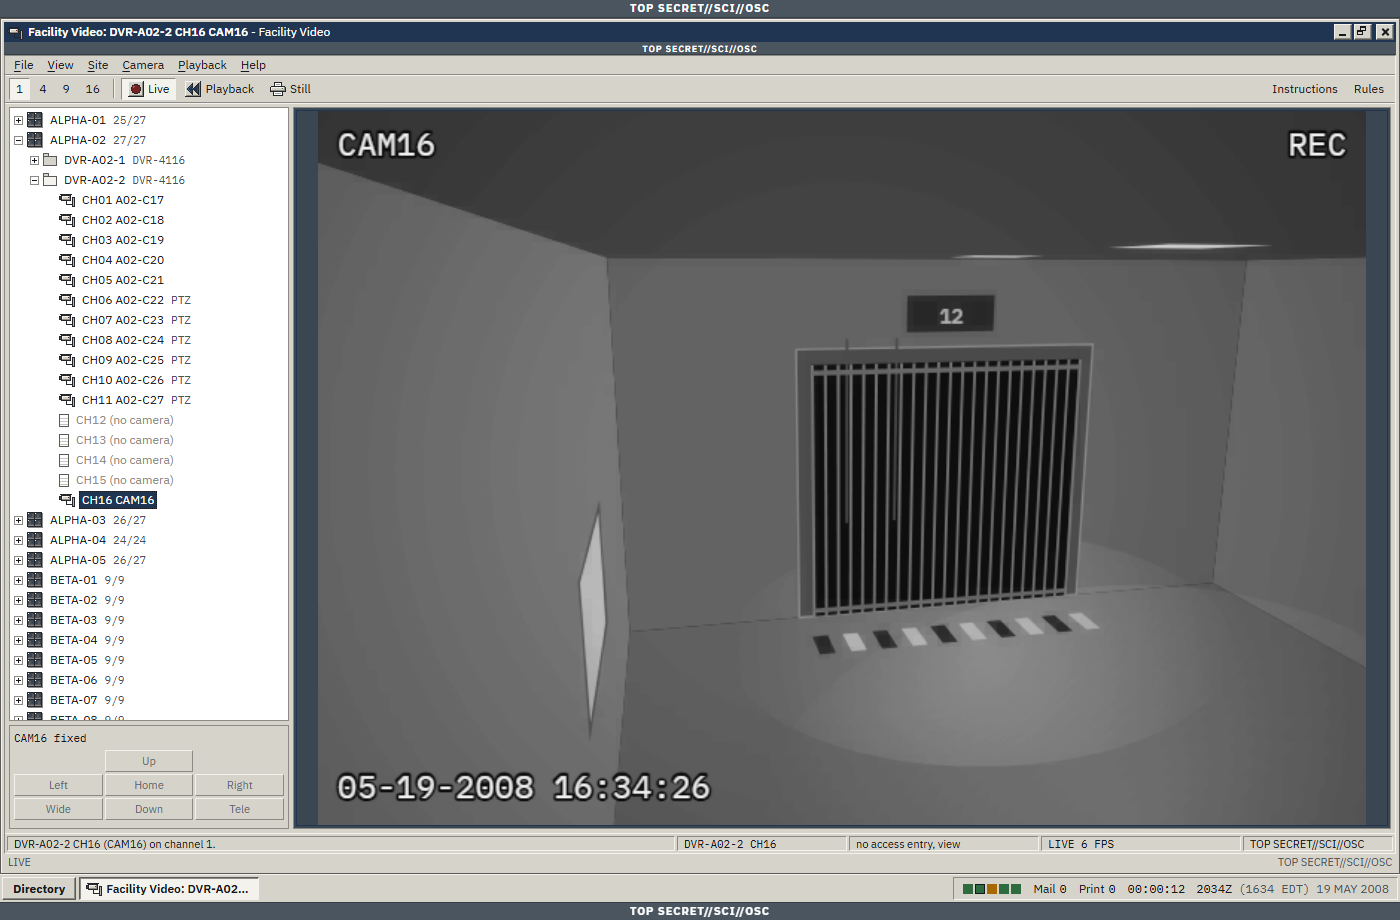 TOP SECRET//SCI//OSC
Facility Video: DVR-A02-2 CH16 CAM16 - Facility Video
TOP SECRET//SCI//OSC
File View Site Camera Playback Help
1 4 9 16 Live Playback Still Instructions Rules
ALPHA-01 25/27
ALPHA-02 27/27
DVR-A02-1 DVR-4116
DVR-A02-2 DVR-4116
CH01 A02-C17
CH02 A02-C18
CH03 A02-C19
CH04 A02-C20
CH05 A02-C21
CH06 A02-C22 PTZ
CH07 A02-C23 PTZ
CH08 A02-C24 PTZ
CH09 A02-C25 PTZ
CH10 A02-C26 PTZ
CH11 A02-C27 PTZ
CH12 (no camera)
CH13 (no camera)
CH14 (no camera)
CH15 (no camera)
CH16 CAM16
ALPHA-03 26/27
ALPHA-04 24/24
ALPHA-05 26/27
BETA-01 9/9
BETA-02 9/9
BETA-03 9/9
BETA-04 9/9
BETA-05 9/9
BETA-06 9/9
BETA-07 9/9
BETA-08 9/9
CAM16 fixed
Up
Left Home Right
Wide Down Tele
CAM16 REC
12
05-19-2008 16:34:26
DVR-A02-2 CH16 (CAM16) on channel 1. DVR-A02-2 CH16 no access entry, view LIVE 6 FPS TOP SECRET//SCI//OSC
LIVE TOP SECRET//SCI//OSC
Directory Facility Video: DVR-A02... Mail 0 Print 0 00:00:12 2034Z (1634 EDT) 19 MAY 2008
TOP SECRET//SCI//OSC